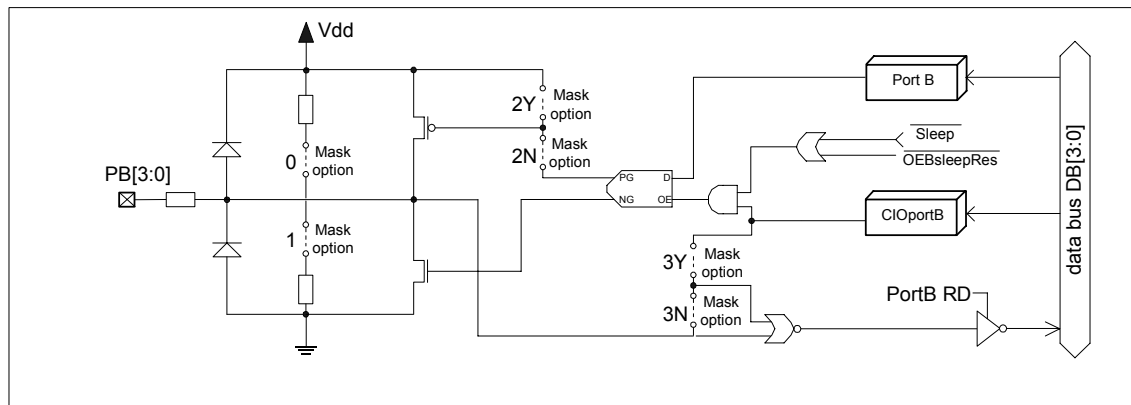 Vdd
Port B
2Y
Mask option
Sleep
2N
Mask option
OEBsleepRes
0
Mask option
PB[3:0]
PG
D
NG
OE
CIOportB
data bus DB[3:0]
1
Mask option
3Y
Mask option
PortB RD
3N
Mask option